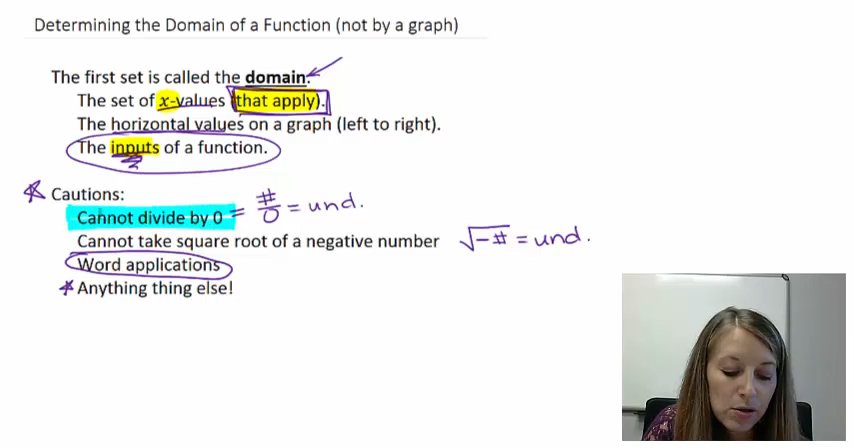 Determining the Domain of a Function (not by a graph)
The first set is called the domain.
The set of x-values (that apply).
The horizontal values on a graph (left to right).
The inputs of a function.
Cautions:
Cannot divide by 0 = #/0 = und.
Cannot take square root of a negative number √-# = und.
Word applications
Anything thing else!